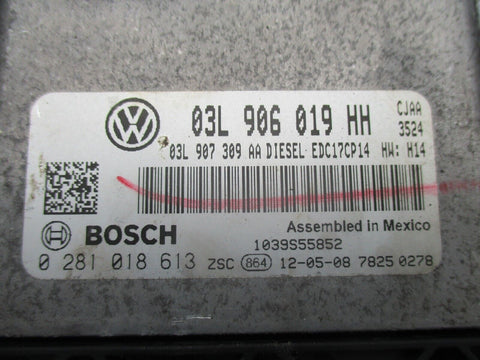 03L 906 019 HH CJAA
3524
03L 907 309 AA DIESEL EDC17CP14 HW: H14
Assembled in Mexico
BOSCH 1039S55852
0 281 018 613 ZSC 864 12-05-08 7825 0278